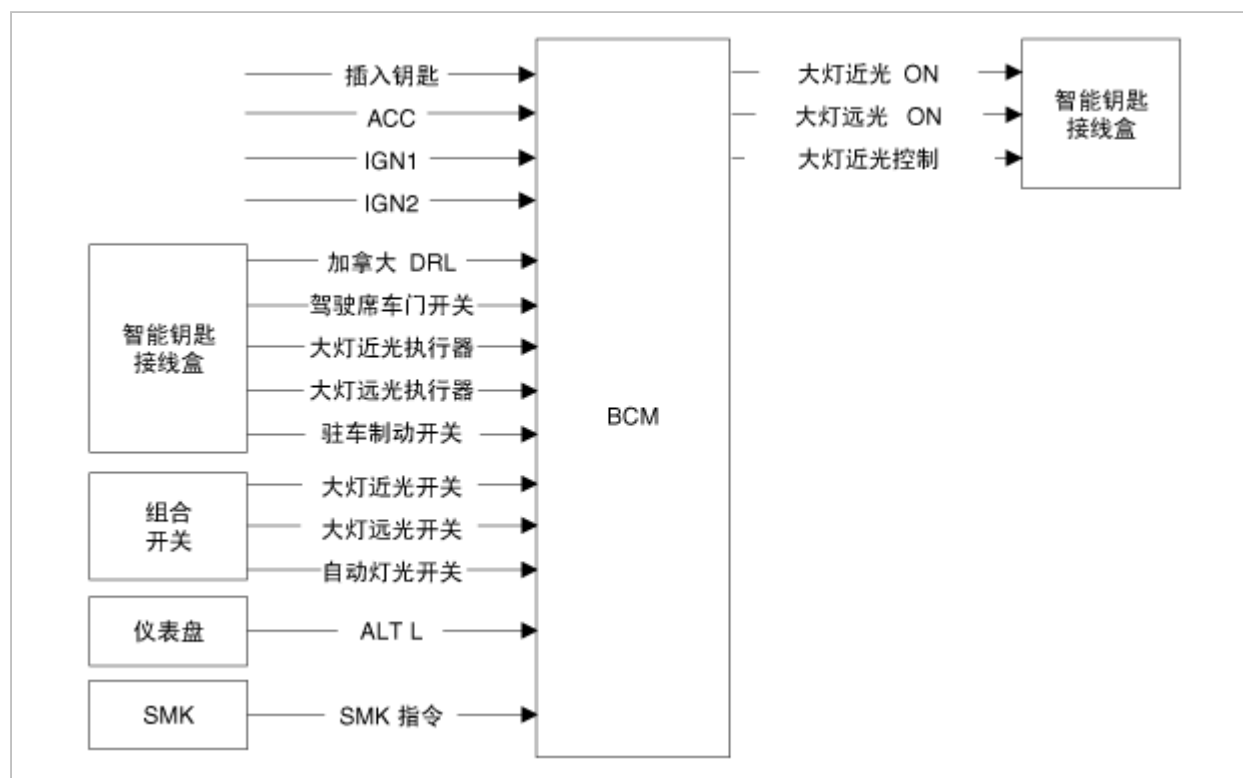 插入钥匙
ACC
IGN1
IGN2
智能钥匙
接线盒
加拿大 DRL
驾驶席车门开关
大灯近光执行器
大灯远光执行器
驻车制动开关
组合
开关
大灯近光开关
大灯远光开关
自动灯光开关
仪表盘
ALT L
SMK
SMK 指令
BCM
大灯近光 ON
大灯远光 ON
大灯近光控制
智能钥匙
接线盒